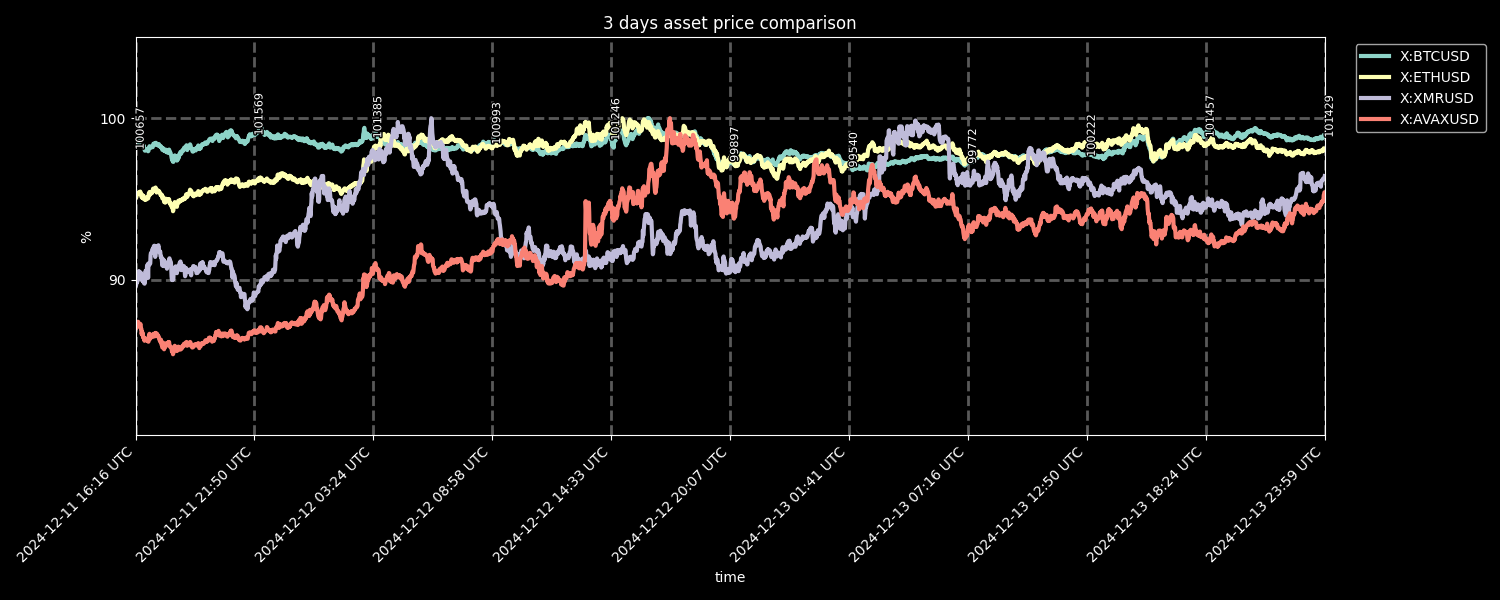 3 days asset price comparison
X:BTCUSD
X:ETHUSD
X:XMRUSD
X:AVAXUSD
100
90
%
100657
101569
101385
100993
101246
99897
99540
99772
100222
101457
101429
2024-12-11 16:16 UTC
2024-12-11 21:50 UTC
2024-12-12 03:24 UTC
2024-12-12 08:58 UTC
2024-12-12 14:33 UTC
2024-12-12 20:07 UTC
2024-12-13 01:41 UTC
2024-12-13 07:16 UTC
2024-12-13 12:50 UTC
2024-12-13 18:24 UTC
2024-12-13 23:59 UTC
time